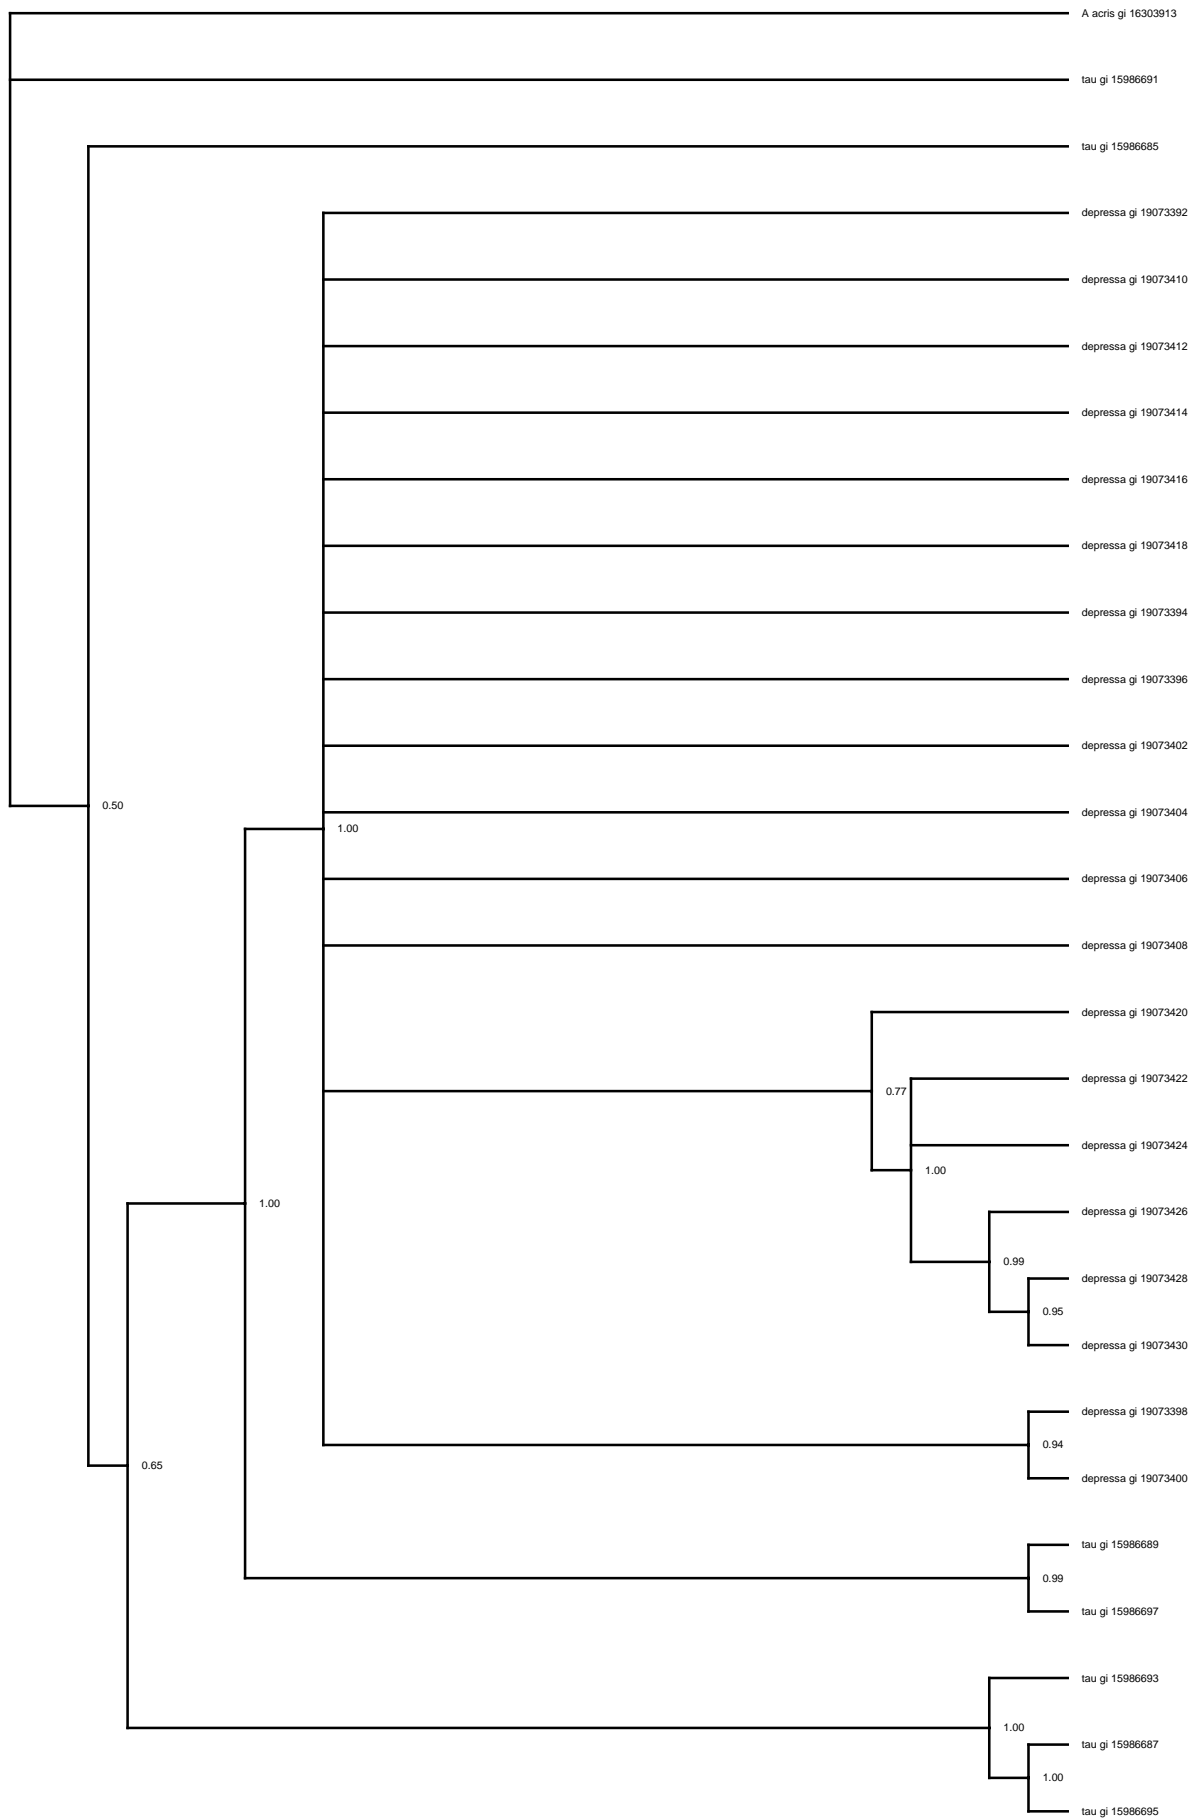 A acris gi 16303913
tau gi 15986691
tau gi 15986685
depressa gi 19073392
depressa gi 19073410
depressa gi 19073412
depressa gi 19073414
depressa gi 19073416
depressa gi 19073418
depressa gi 19073394
depressa gi 19073396
depressa gi 19073402
0.50
depressa gi 19073404
1.00
depressa gi 19073406
depressa gi 19073408
depressa gi 19073420
depressa gi 19073422
0.77
depressa gi 19073424
1.00
1.00
depressa gi 19073426
0.99
depressa gi 19073428
0.95
depressa gi 19073430
depressa gi 19073398
0.94
0.65
depressa gi 19073400
tau gi 15986689
0.99
tau gi 15986697
tau gi 15986693
1.00
tau gi 15986687
1.00
tau gi 15986695